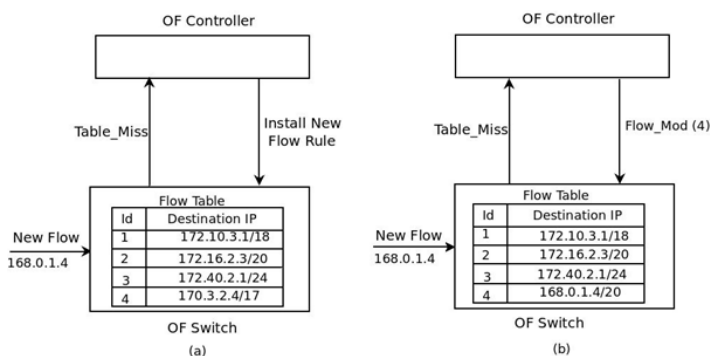 OF Controller
Table_Miss
Install New
Flow Rule
Flow Table
Id Destination IP
1 172.10.3.1/18
2 172.16.2.3/20
3 172.40.2.1/24
4 170.3.2.4/17
New Flow
168.0.1.4
OF Switch
(a)
OF Controller
Table_Miss
Flow_Mod (4)
Flow Table
Id Destination IP
1 172.10.3.1/18
2 172.16.2.3/20
3 172.40.2.1/24
4 168.0.1.4/20
New Flow
168.0.1.4
OF Switch
(b)